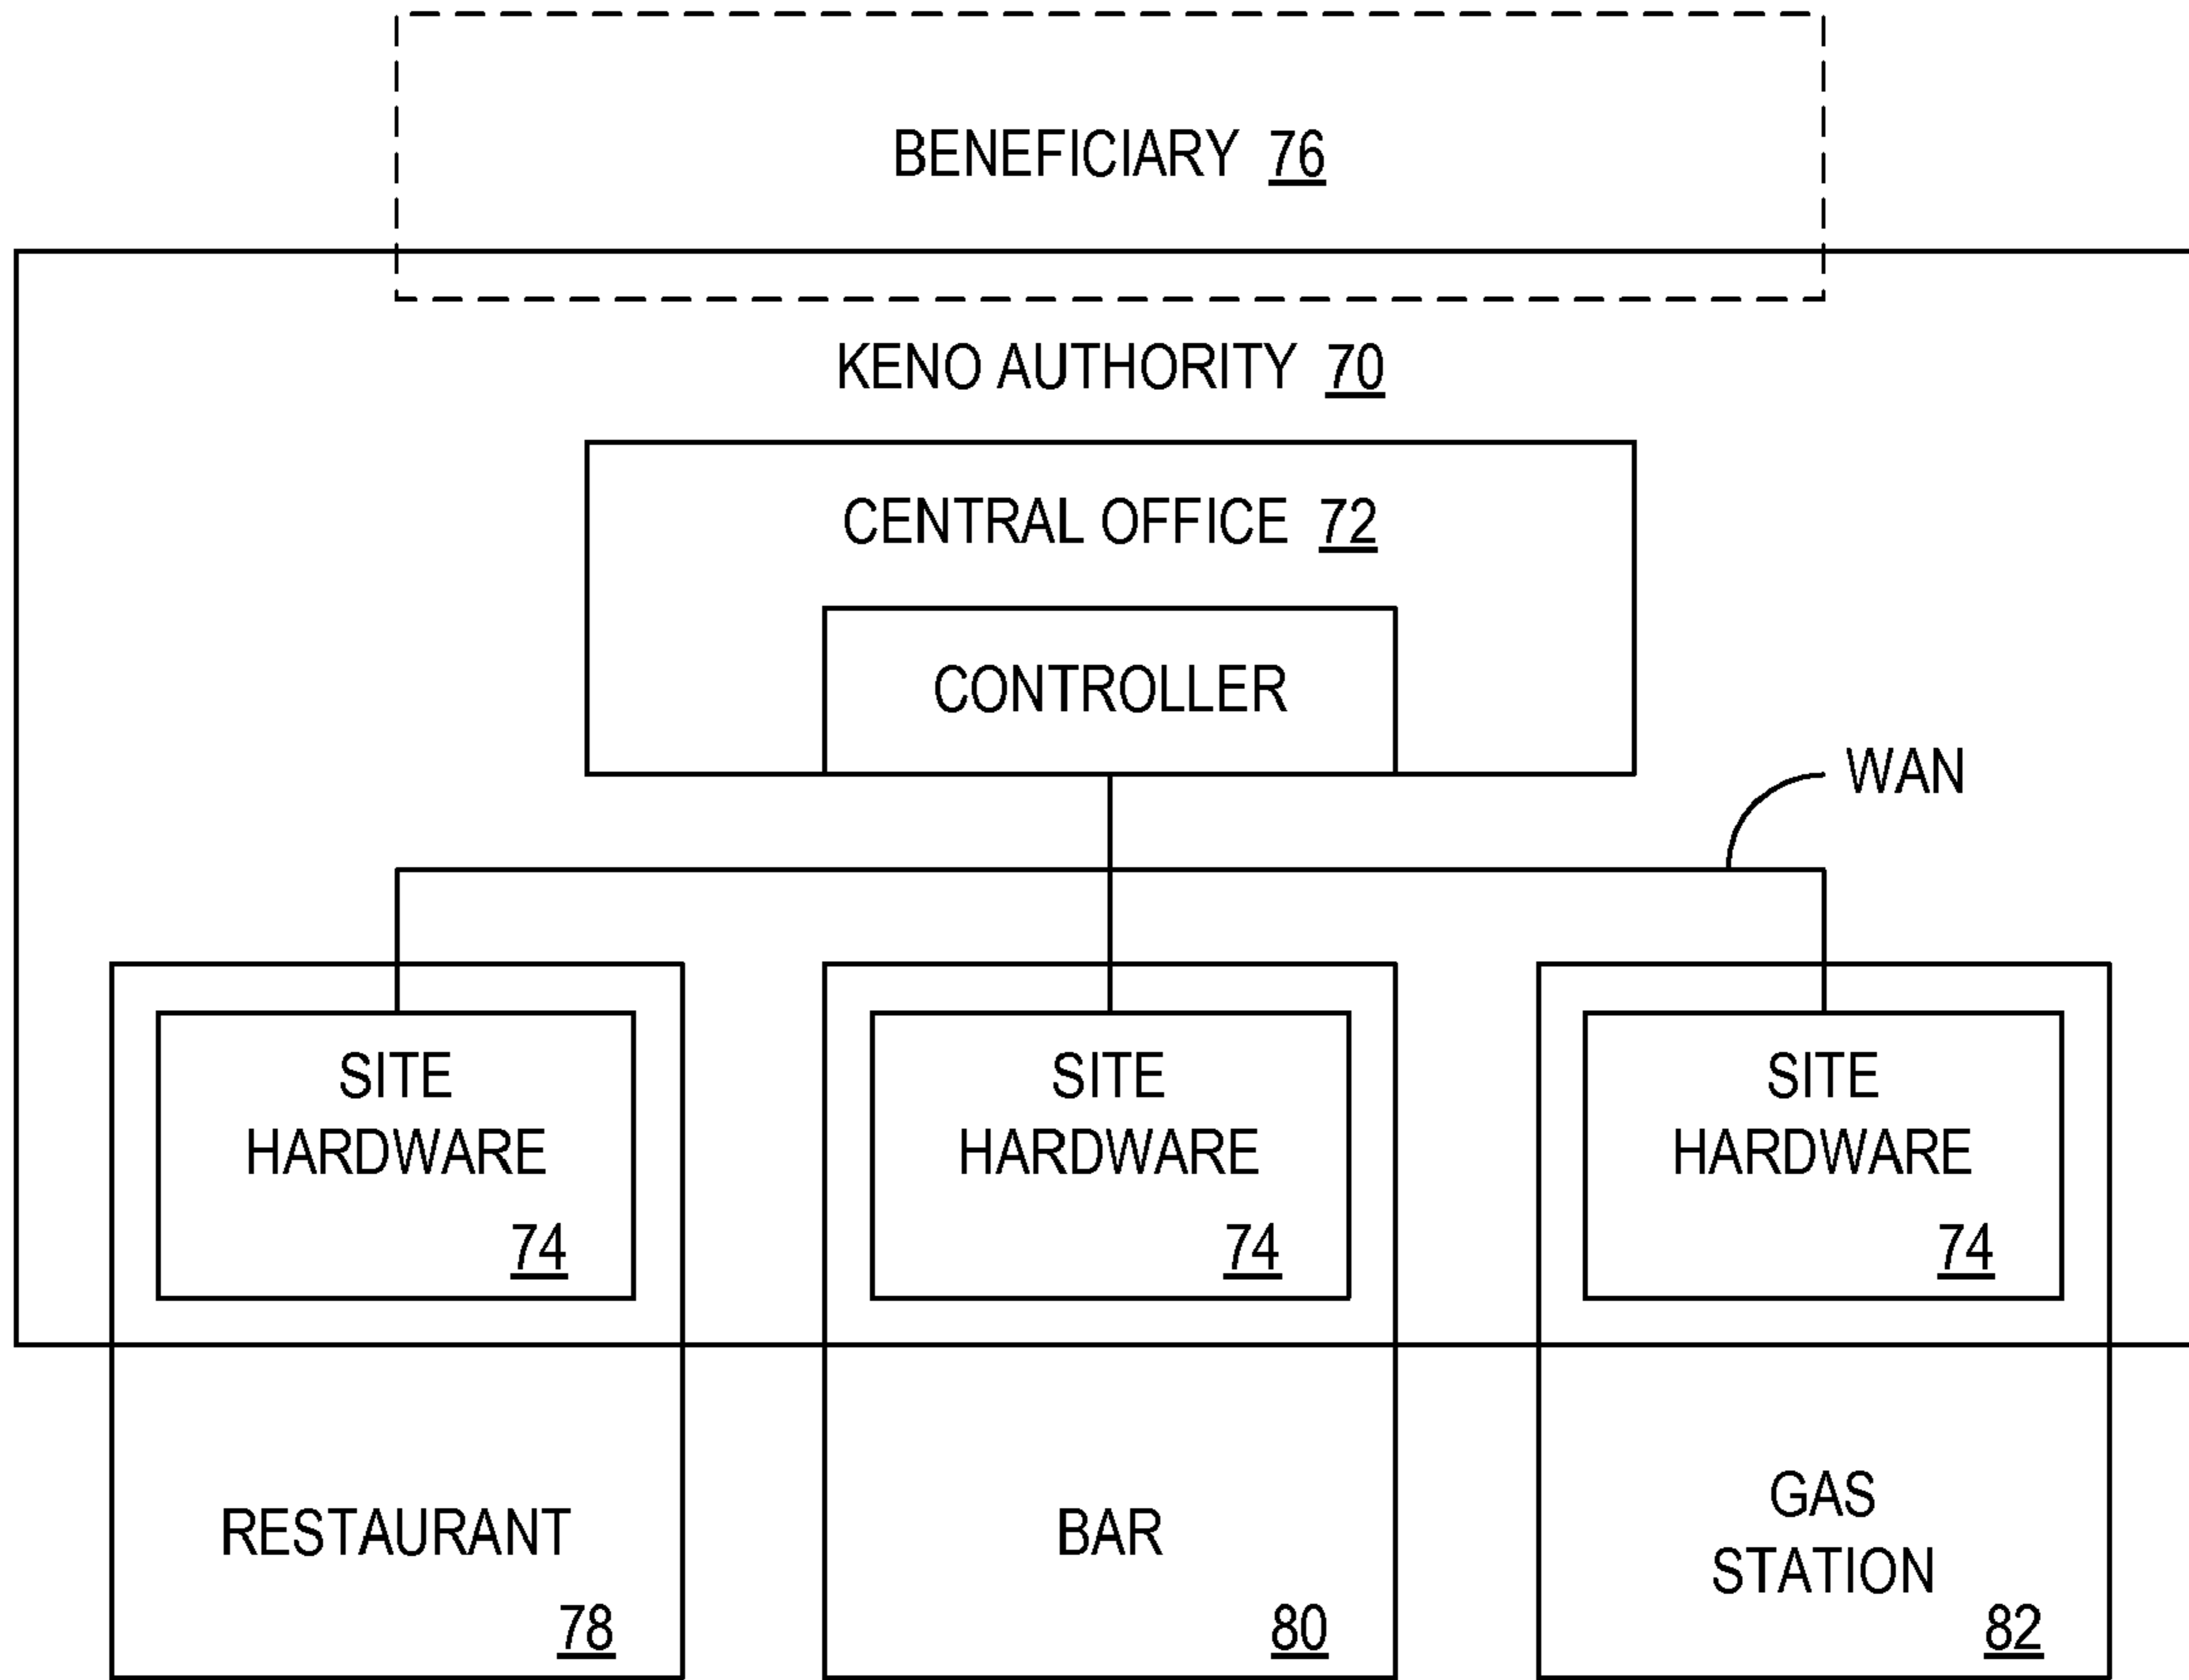 BENEFICIARY 76
KENO AUTHORITY 70
CENTRAL OFFICE 72
CONTROLLER
WAN
SITE
HARDWARE
74
SITE
HARDWARE
74
SITE
HARDWARE
74
RESTAURANT
78
BAR
80
GAS
STATION
82